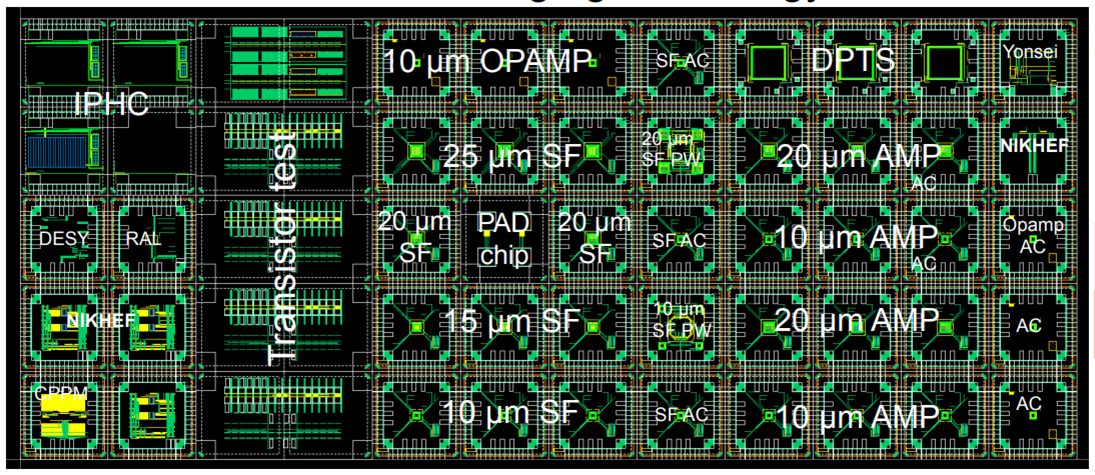 IPHC
Transistor test
10 µm OPAMP
SF AC
DPTS
Yonsei
25 µm SF
20 µm
SF PW
20 µm AMP
AC
NIKHEF
DESY
RAL
20 µm
SF
PAD
chip
20 µm
SF
SF AC
10 µm AMP
AC
Opamp
AC
NIKHEF
15 µm SF
10 µm
SF PW
20 µm AMP
AC
CPPM
10 µm SF
SF AC
10 µm AMP
AC